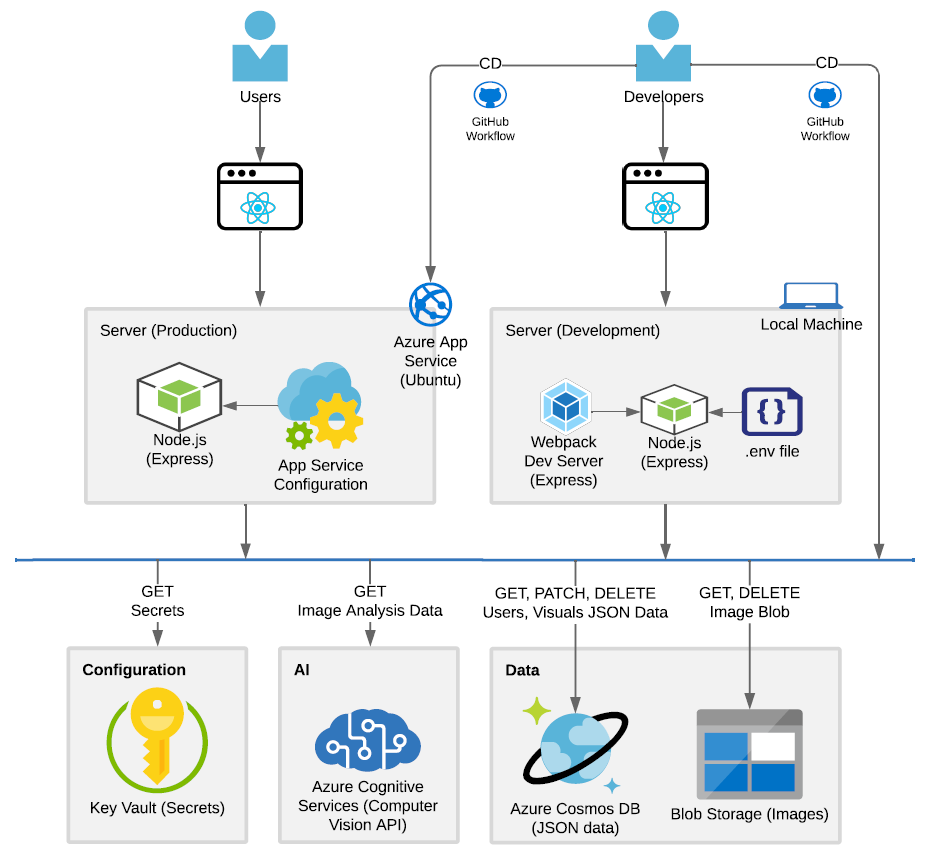 Users
Developers
CD
GitHub
Workflow
CD
GitHub
Workflow
Server (Production)
Azure App
Service
(Ubuntu)
Node.js
(Express)
App Service
Configuration
Server (Development)
Local Machine
Webpack
Dev Server
(Express)
Node.js
(Express)
{ }
.env file
GET
Secrets
GET
Image Analysis Data
GET, PATCH, DELETE
Users, Visuals JSON Data
GET, DELETE
Image Blob
Configuration
Key Vault (Secrets)
AI
Azure Cognitive
Services (Computer
Vision API)
Data
Azure Cosmos DB
(JSON data)
Blob Storage (Images)